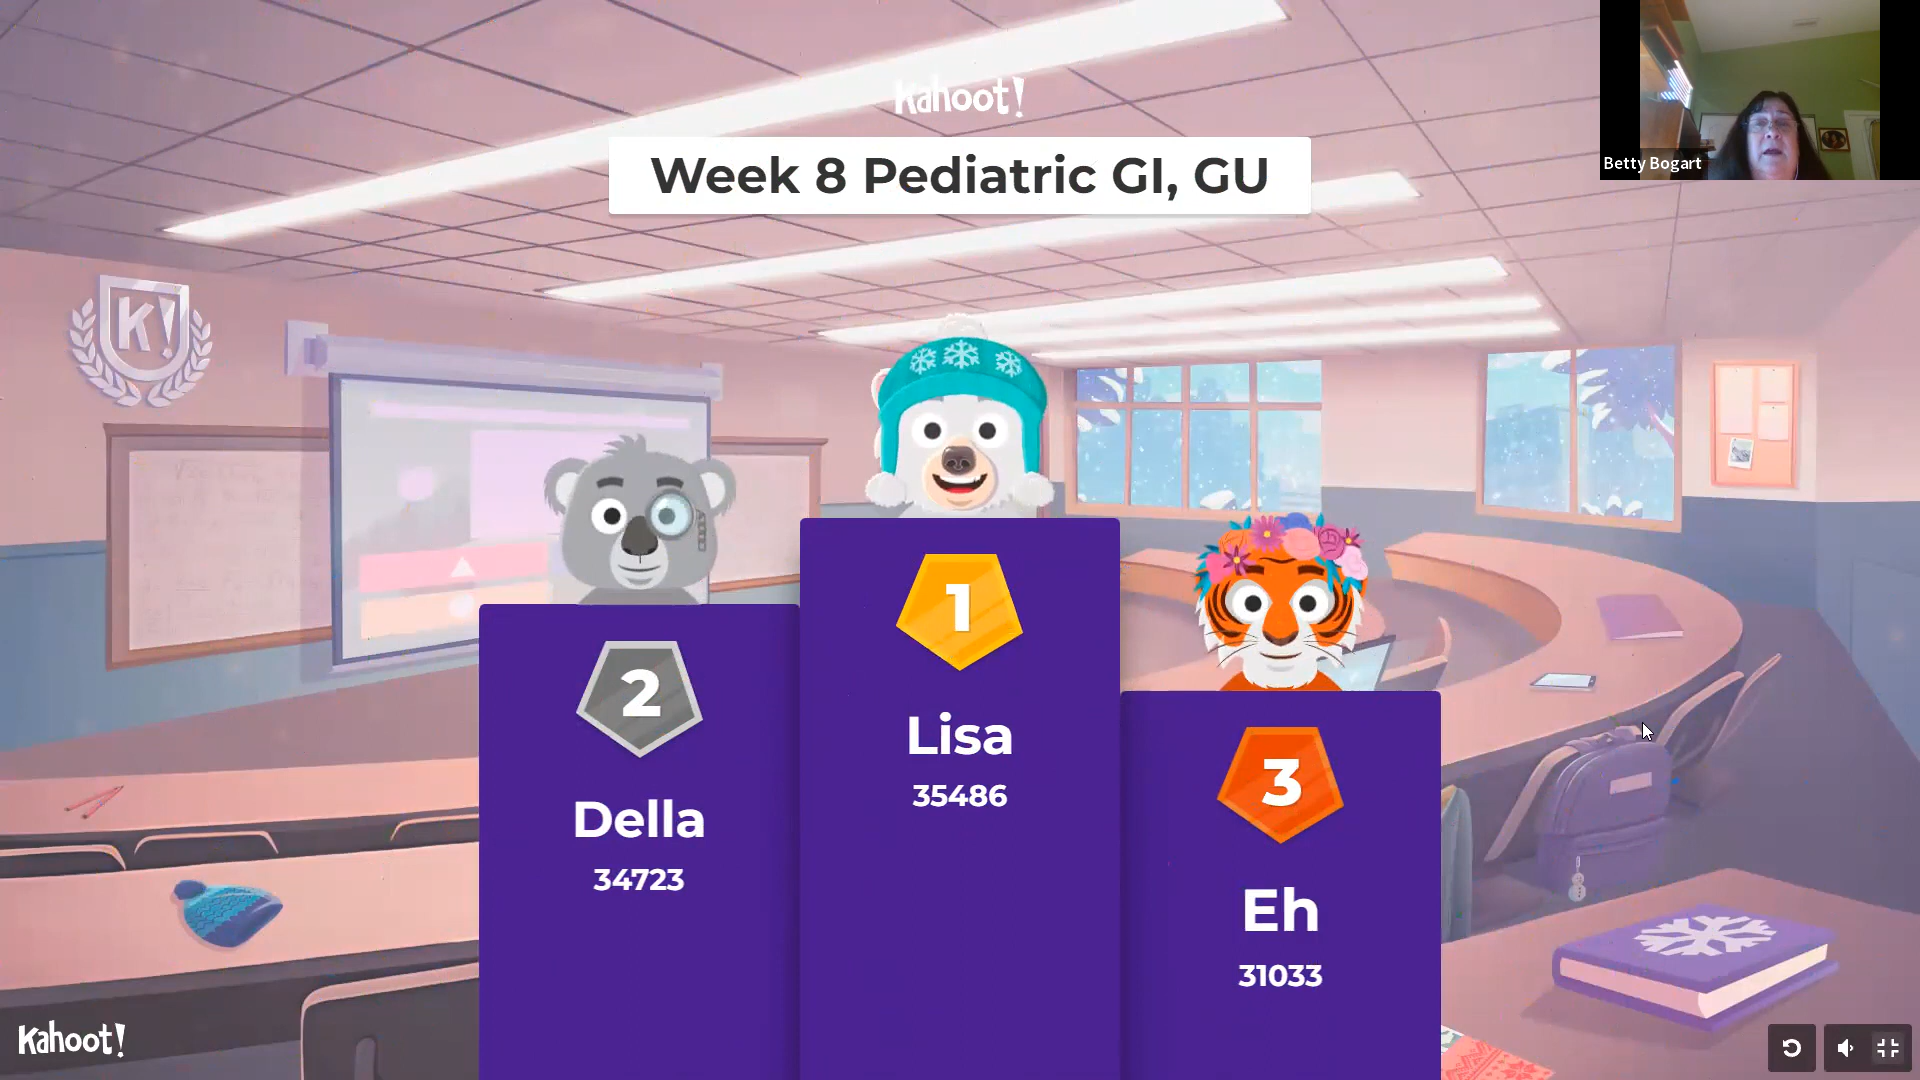 Kahoot!
Week 8 Pediatric GI, GU
Betty Bogart
K!
1
Lisa
35486
2
Della
34723
3
Eh
31033
Kahoot!